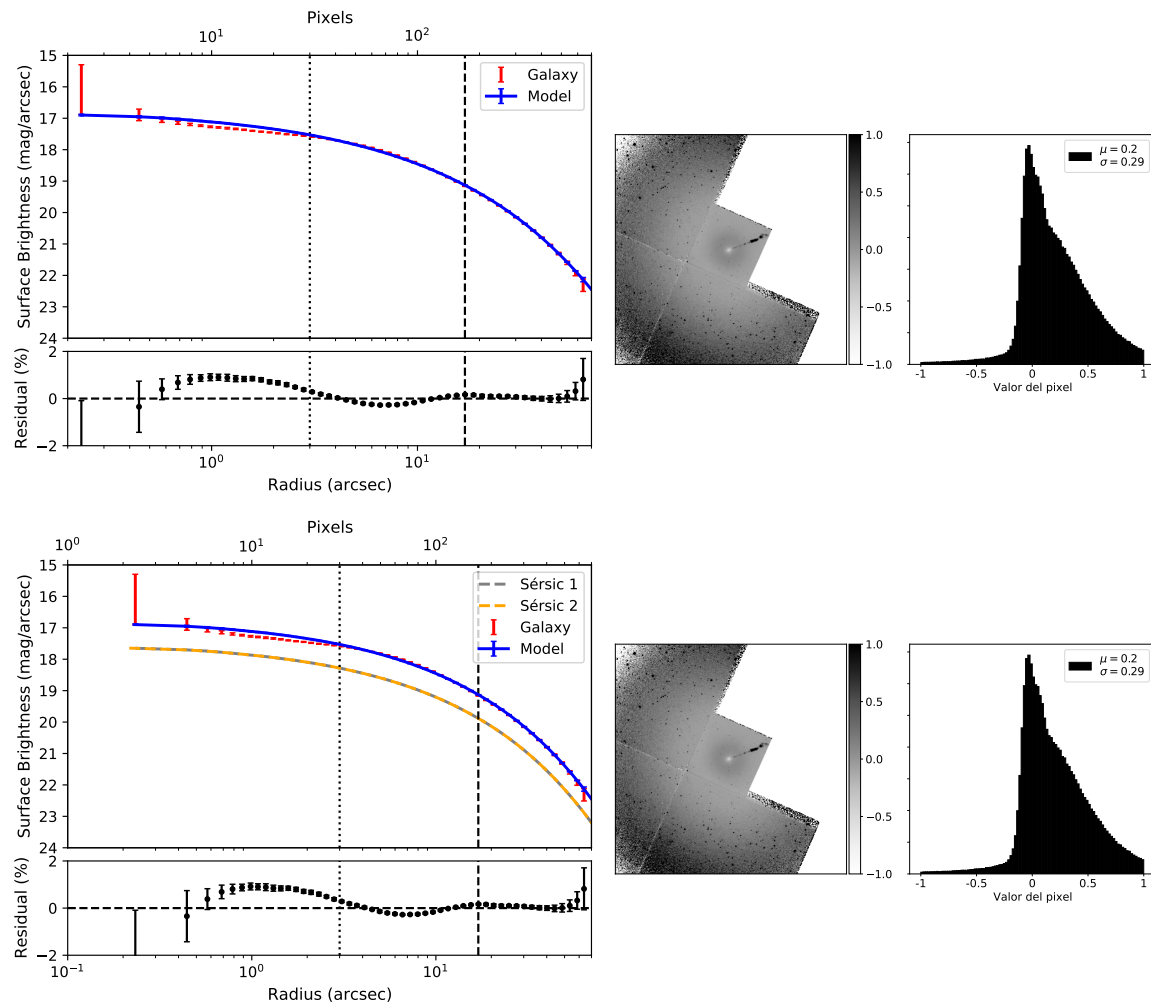 Pixels
10¹ 10²
15
16
17
18
19
20
21
22
23
24
Surface Brightness (mag/arcsec)
Galaxy
Model
2
0
−2
Residual (%)
10⁰ 10¹
Radius (arcsec)
1.0
0.5
0.0
−0.5
−1.0
μ = 0.2
σ = 0.29
-1 -0.5 0 0.5 1
Valor del pixel
Pixels
10⁰ 10¹ 10²
15
16
17
18
19
20
21
22
23
24
Surface Brightness (mag/arcsec)
Sérsic 1
Sérsic 2
Galaxy
Model
2
0
−2
Residual (%)
10⁻¹ 10⁰ 10¹
Radius (arcsec)
1.0
0.5
0.0
−0.5
−1.0
μ = 0.2
σ = 0.29
-1 -0.5 0 0.5 1
Valor del pixel